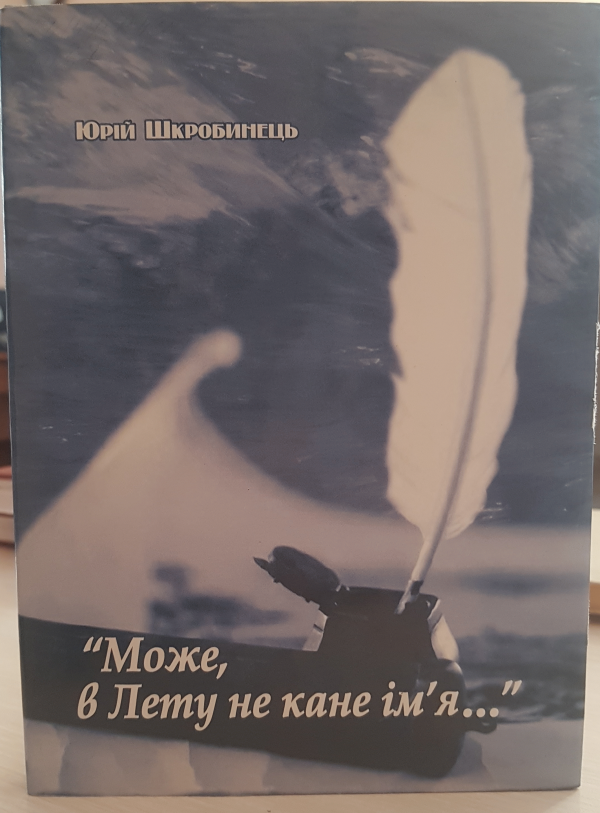 Юрій Шкробинець
“Може,
в Лету не кане ім’я...”